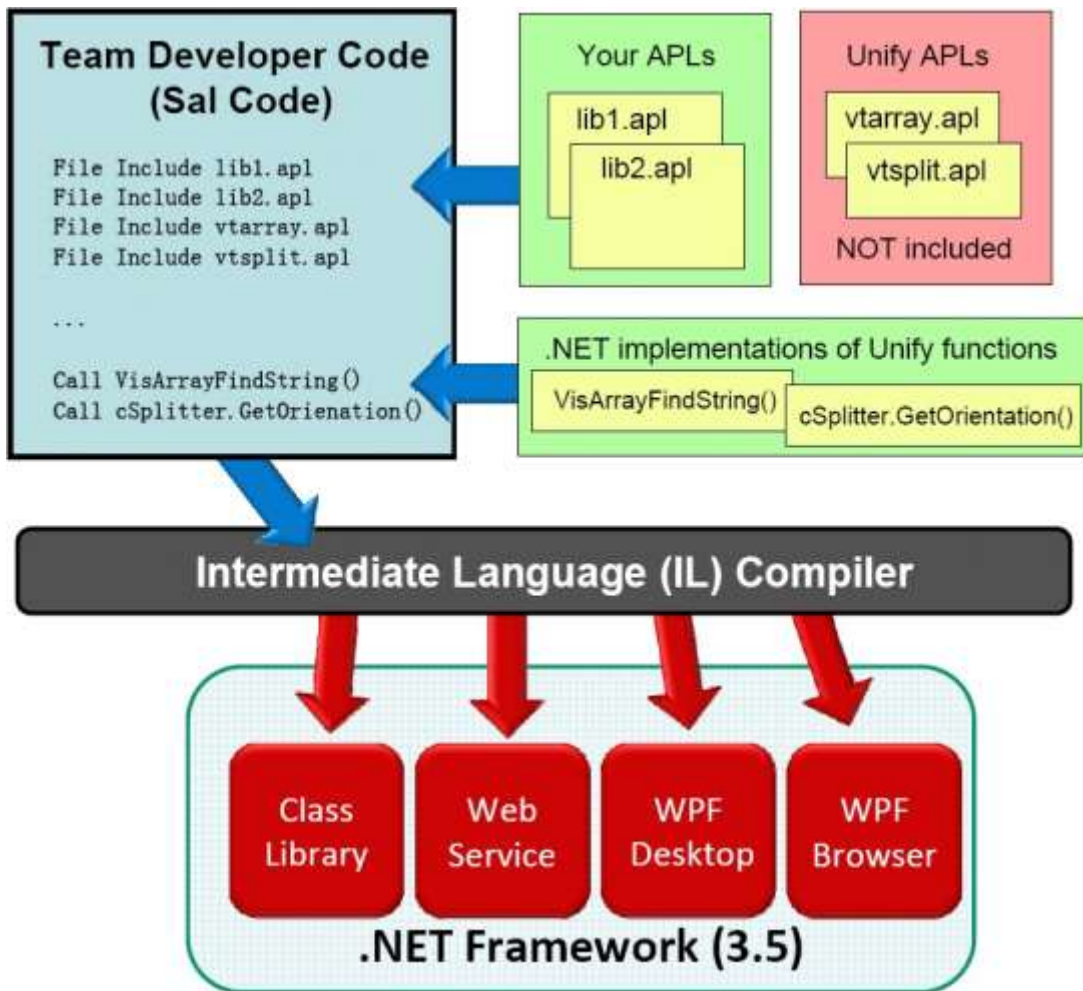 Team Developer Code
(Sal Code)
File Include lib1.apl
File Include lib2.apl
File Include vtarray.apl
File Include vtsplit.apl
...
Call VisArrayFindString()
Call cSplitter.GetOrienation()
Your APLs
lib1.apl
lib2.apl
Unify APLs
vtarray.apl
vtsplit.apl
NOT included
.NET implementations of Unify functions
VisArrayFindString()
cSplitter.GetOrientation()
Intermediate Language (IL) Compiler
Class
Library
Web
Service
WPF
Desktop
WPF
Browser
.NET Framework (3.5)